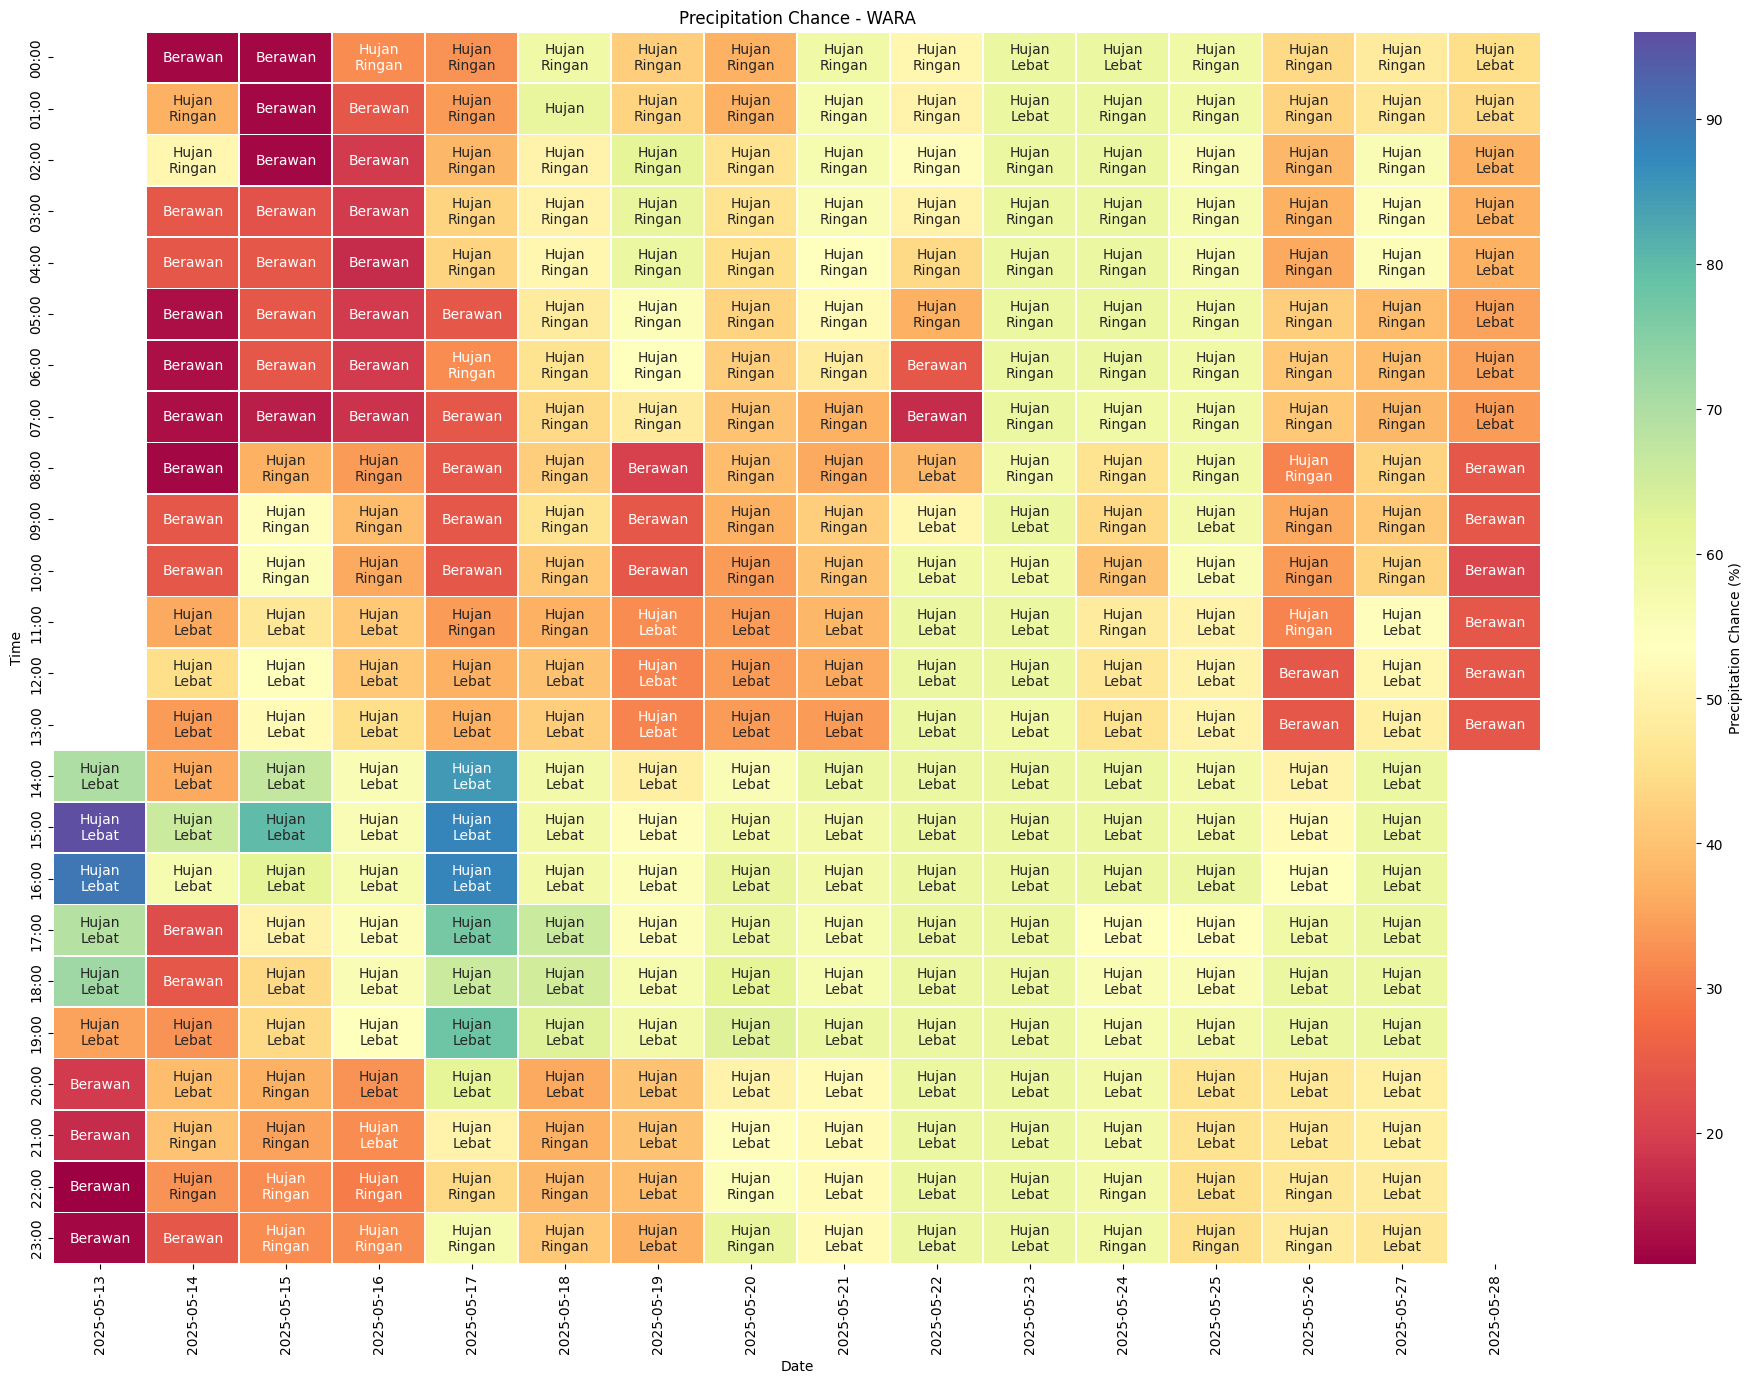 Precipitation Chance - WARA
00:00 Berawan Berawan Hujan Ringan Hujan Ringan Hujan Ringan Hujan Ringan Hujan Ringan Hujan Ringan Hujan Ringan Hujan Lebat Hujan Lebat Hujan Ringan Hujan Ringan Hujan Ringan Hujan Lebat
01:00 Hujan Ringan Berawan Berawan Hujan Ringan Hujan Hujan Ringan Hujan Ringan Hujan Ringan Hujan Ringan Hujan Lebat Hujan Ringan Hujan Ringan Hujan Ringan Hujan Ringan Hujan Lebat
02:00 Hujan Ringan Berawan Berawan Hujan Ringan Hujan Ringan Hujan Ringan Hujan Ringan Hujan Ringan Hujan Ringan Hujan Ringan Hujan Ringan Hujan Ringan Hujan Ringan Hujan Ringan Hujan Lebat
03:00 Berawan Berawan Berawan Hujan Ringan Hujan Ringan Hujan Ringan Hujan Ringan Hujan Ringan Hujan Ringan Hujan Ringan Hujan Ringan Hujan Ringan Hujan Ringan Hujan Ringan Hujan Lebat
04:00 Berawan Berawan Berawan Hujan Ringan Hujan Ringan Hujan Ringan Hujan Ringan Hujan Ringan Hujan Ringan Hujan Ringan Hujan Ringan Hujan Ringan Hujan Ringan Hujan Ringan Hujan Lebat
05:00 Berawan Berawan Berawan Berawan Hujan Ringan Hujan Ringan Hujan Ringan Hujan Ringan Hujan Ringan Hujan Ringan Hujan Ringan Hujan Ringan Hujan Ringan Hujan Ringan Hujan Lebat
06:00 Berawan Berawan Berawan Hujan Ringan Hujan Ringan Hujan Ringan Hujan Ringan Hujan Ringan Berawan Hujan Ringan Hujan Ringan Hujan Ringan Hujan Ringan Hujan Ringan Hujan Lebat
07:00 Berawan Berawan Berawan Berawan Hujan Ringan Hujan Ringan Hujan Ringan Hujan Ringan Berawan Hujan Ringan Hujan Ringan Hujan Ringan Hujan Ringan Hujan Ringan Hujan Lebat
08:00 Berawan Hujan Ringan Hujan Ringan Berawan Hujan Ringan Berawan Hujan Ringan Hujan Ringan Hujan Lebat Hujan Ringan Hujan Ringan Hujan Ringan Hujan Ringan Hujan Ringan Berawan
09:00 Berawan Hujan Ringan Hujan Ringan Berawan Hujan Ringan Berawan Hujan Ringan Hujan Ringan Hujan Lebat Hujan Lebat Hujan Ringan Hujan Lebat Hujan Ringan Hujan Ringan Berawan
10:00 Berawan Hujan Ringan Hujan Ringan Berawan Hujan Ringan Berawan Hujan Ringan Hujan Ringan Hujan Lebat Hujan Lebat Hujan Ringan Hujan Lebat Hujan Ringan Hujan Ringan Berawan
11:00 Hujan Lebat Hujan Lebat Hujan Lebat Hujan Ringan Hujan Ringan Hujan Lebat Hujan Lebat Hujan Lebat Hujan Lebat Hujan Lebat Hujan Ringan Hujan Lebat Hujan Ringan Hujan Lebat Berawan
12:00 Hujan Lebat Hujan Lebat Hujan Lebat Hujan Lebat Hujan Lebat Hujan Lebat Hujan Lebat Hujan Lebat Hujan Lebat Hujan Lebat Hujan Lebat Hujan Lebat Berawan Hujan Lebat Berawan
13:00 Hujan Lebat Hujan Lebat Hujan Lebat Hujan Lebat Hujan Lebat Hujan Lebat Hujan Lebat Hujan Lebat Hujan Lebat Hujan Lebat Hujan Lebat Hujan Lebat Berawan Hujan Lebat Berawan
14:00 Hujan Lebat Hujan Lebat Hujan Lebat Hujan Lebat Hujan Lebat Hujan Lebat Hujan Lebat Hujan Lebat Hujan Lebat Hujan Lebat Hujan Lebat Hujan Lebat Hujan Lebat Hujan Lebat Hujan Lebat
15:00 Hujan Lebat Hujan Lebat Hujan Lebat Hujan Lebat Hujan Lebat Hujan Lebat Hujan Lebat Hujan Lebat Hujan Lebat Hujan Lebat Hujan Lebat Hujan Lebat Hujan Lebat Hujan Lebat Hujan Lebat
16:00 Hujan Lebat Hujan Lebat Hujan Lebat Hujan Lebat Hujan Lebat Hujan Lebat Hujan Lebat Hujan Lebat Hujan Lebat Hujan Lebat Hujan Lebat Hujan Lebat Hujan Lebat Hujan Lebat Hujan Lebat
17:00 Hujan Lebat Berawan Hujan Lebat Hujan Lebat Hujan Lebat Hujan Lebat Hujan Lebat Hujan Lebat Hujan Lebat Hujan Lebat Hujan Lebat Hujan Lebat Hujan Lebat Hujan Lebat Hujan Lebat
18:00 Hujan Lebat Berawan Hujan Lebat Hujan Lebat Hujan Lebat Hujan Lebat Hujan Lebat Hujan Lebat Hujan Lebat Hujan Lebat Hujan Lebat Hujan Lebat Hujan Lebat Hujan Lebat Hujan Lebat
19:00 Hujan Lebat Hujan Lebat Hujan Lebat Hujan Lebat Hujan Lebat Hujan Lebat Hujan Lebat Hujan Lebat Hujan Lebat Hujan Lebat Hujan Lebat Hujan Lebat Hujan Lebat Hujan Lebat Hujan Lebat
20:00 Berawan Hujan Lebat Hujan Ringan Hujan Lebat Hujan Lebat Hujan Lebat Hujan Lebat Hujan Lebat Hujan Lebat Hujan Lebat Hujan Lebat Hujan Lebat Hujan Lebat Hujan Lebat Hujan Lebat
21:00 Berawan Hujan Ringan Hujan Ringan Hujan Lebat Hujan Lebat Hujan Ringan Hujan Lebat Hujan Lebat Hujan Lebat Hujan Lebat Hujan Lebat Hujan Lebat Hujan Lebat Hujan Lebat Hujan Lebat
22:00 Berawan Hujan Ringan Hujan Ringan Hujan Ringan Hujan Ringan Hujan Ringan Hujan Lebat Hujan Ringan Hujan Lebat Hujan Lebat Hujan Lebat Hujan Ringan Hujan Lebat Hujan Ringan Hujan Lebat
23:00 Berawan Berawan Hujan Ringan Hujan Ringan Hujan Ringan Hujan Ringan Hujan Lebat Hujan Ringan Hujan Lebat Hujan Lebat Hujan Lebat Hujan Ringan Hujan Ringan Hujan Ringan Hujan Lebat
Time
2025-05-13 2025-05-14 2025-05-15 2025-05-16 2025-05-17 2025-05-18 2025-05-19 2025-05-20 2025-05-21 2025-05-22 2025-05-23 2025-05-24 2025-05-25 2025-05-26 2025-05-27 2025-05-28
Date
90
80
70
60
50
40
30
20
Precipitation Chance (%)